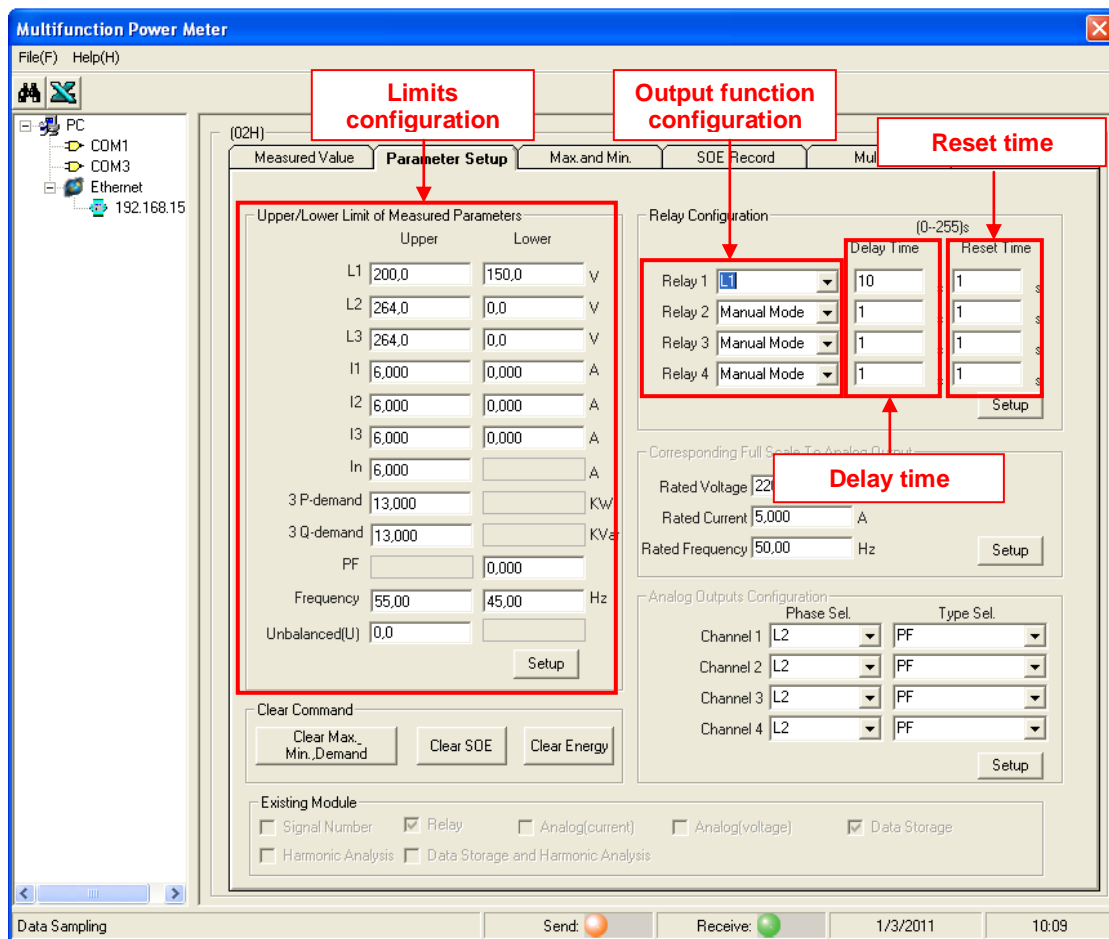 Multifunction Power Meter
File(F) Help(H)
Limits configuration
Output function configuration
Reset time
PC
COM1
COM3
Ethernet
192.168.15
(02H)
Measured Value
Parameter Setup
Max.and Min.
SOE Record
Mul
Upper/Lower Limit of Measured Parameters
Upper Lower
L1 200,0 150,0 V
L2 264,0 0,0 V
L3 264,0 0,0 V
I1 6,000 0,000 A
I2 6,000 0,000 A
I3 6,000 0,000 A
In 6,000 A
3 P-demand 13,000 KW
3 Q-demand 13,000 KVar
PF 0,000
Frequency 55,00 45,00 Hz
Unbalanced(U) 0,0
Setup
Relay Configuration
(0--255)s
Delay Time Reset Time
Relay 1 L1 10 s 1 s
Relay 2 Manual Mode 1 s 1 s
Relay 3 Manual Mode 1 s 1 s
Relay 4 Manual Mode 1 s 1 s
Setup
Corresponding Full Scale To Analog Output
Delay time
Rated Voltage 220
Rated Current 5,000 A
Rated Frequency 50,00 Hz
Setup
Analog Outputs Configuration
Phase Sel. Type Sel.
Channel 1 L2 PF
Channel 2 L2 PF
Channel 3 L2 PF
Channel 4 L2 PF
Setup
Clear Command
Clear Max._
Min.,Demand
Clear SOE
Clear Energy
Existing Module
Signal Number Relay Analog(current) Analog(voltage) Data Storage
Harmonic Analysis Data Storage and Harmonic Analysis
Data Sampling Send: Receive: 1/3/2011 10:09